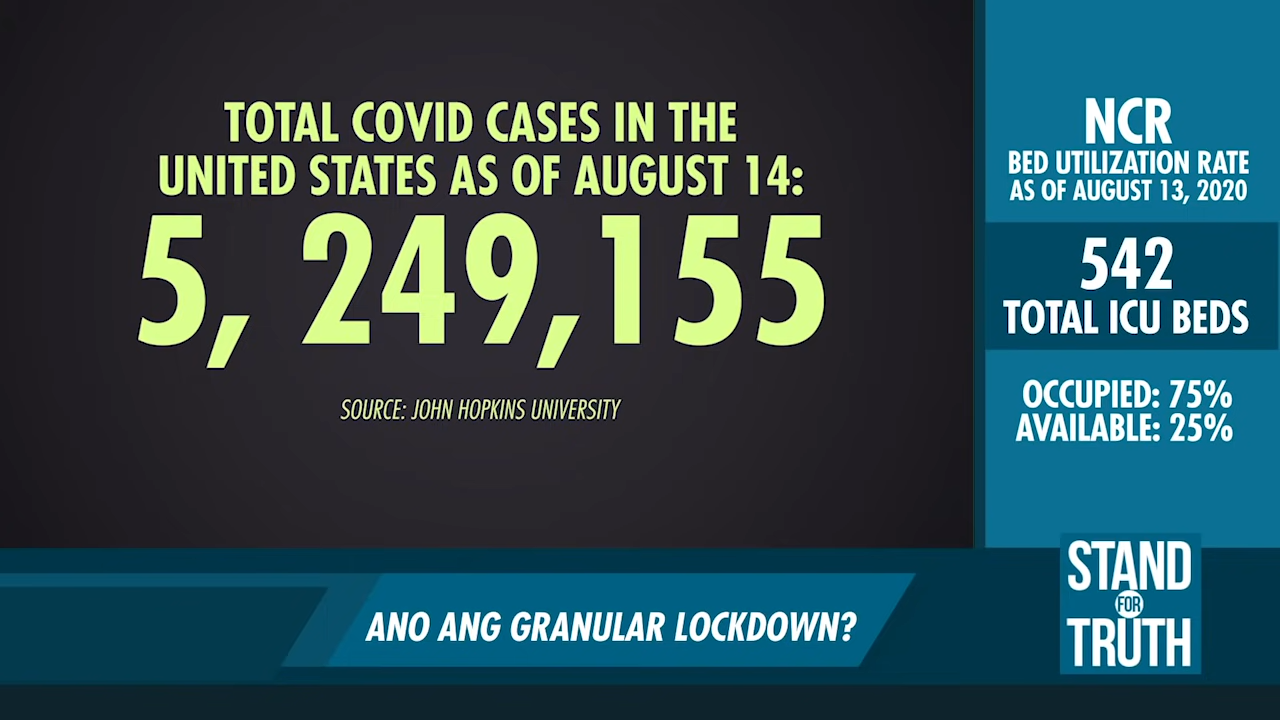 TOTAL COVID CASES IN THE
UNITED STATES AS OF AUGUST 14:
5, 249,155
SOURCE: JOHN HOPKINS UNIVERSITY
NCR
BED UTILIZATION RATE
AS OF AUGUST 13, 2020
542
TOTAL ICU BEDS
OCCUPIED: 75%
AVAILABLE: 25%
ANO ANG GRANULAR LOCKDOWN?
STAND
FOR
TRUTH